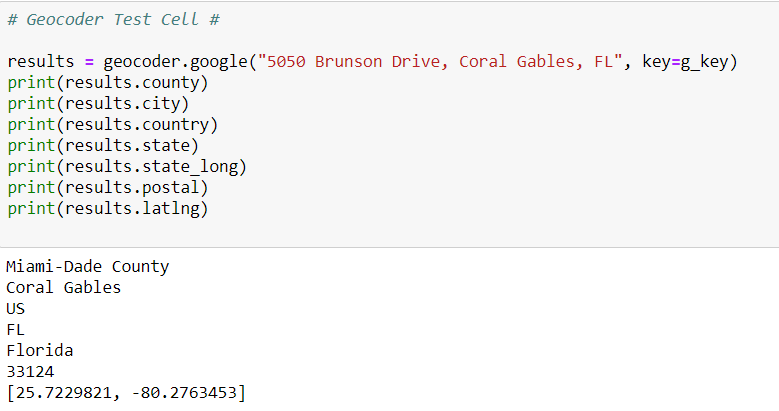 # Geocoder Test Cell #
results = geocoder.google("5050 Brunson Drive, Coral Gables, FL", key=g_key)
print(results.county)
print(results.city)
print(results.country)
print(results.state)
print(results.state_long)
print(results.postal)
print(results.latlng)
Miami-Dade County
Coral Gables
US
FL
Florida
33124
[25.7229821, -80.2763453]